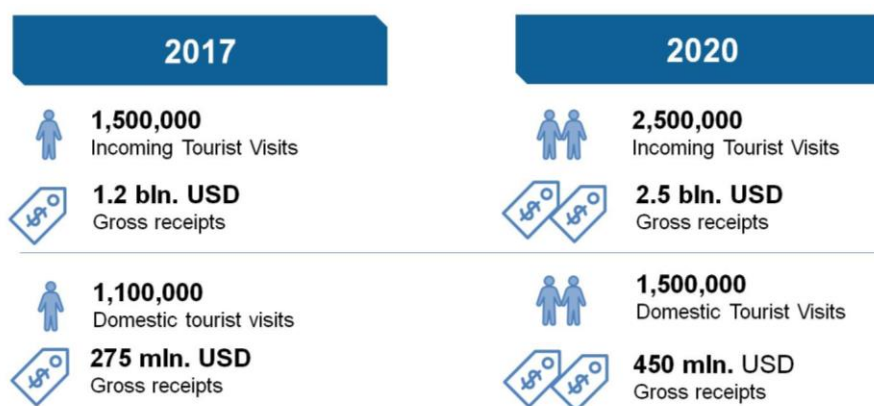 2017
1,500,000
Incoming Tourist Visits
1.2 bln. USD
Gross receipts
1,100,000
Domestic tourist visits
275 mln. USD
Gross receipts
2020
2,500,000
Incoming Tourist Visits
2.5 bln. USD
Gross receipts
1,500,000
Domestic Tourist Visits
450 mln. USD
Gross receipts